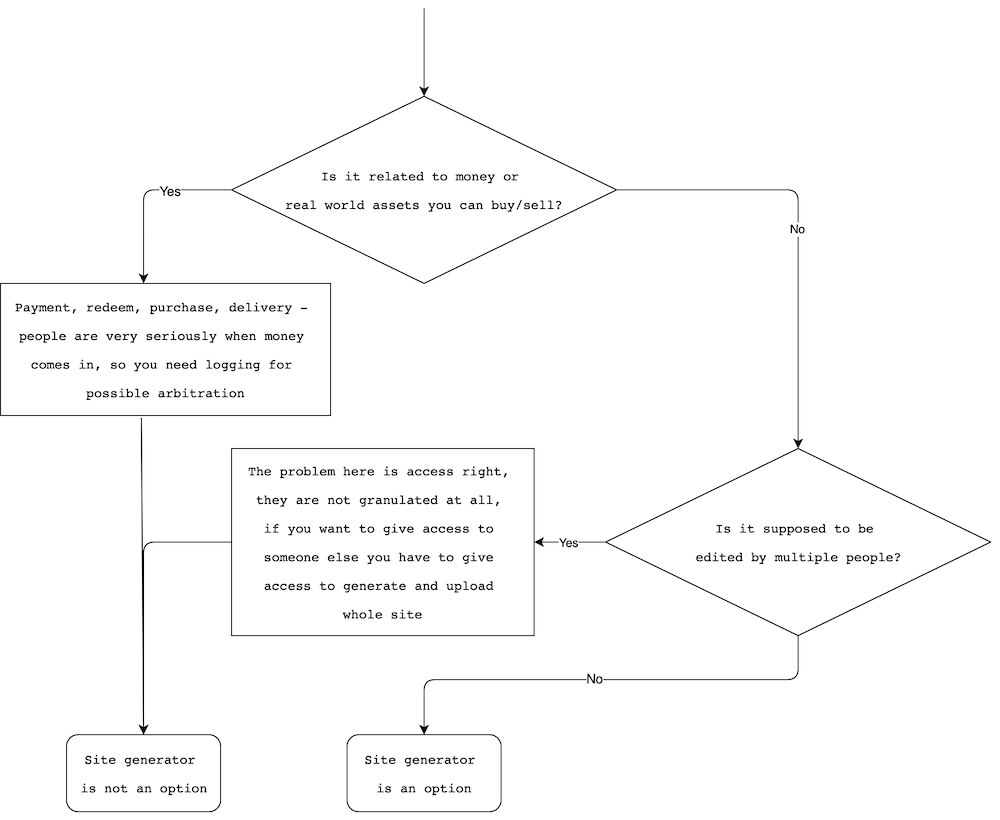 Is it related to money or
real world assets you can buy/sell?
Yes
No
Payment, redeem, purchase, delivery -
people are very seriously when money
comes in, so you need logging for
possible arbitration
The problem here is access right,
they are not granulated at all,
if you want to give access to
someone else you have to give
access to generate and upload
whole site
Yes
Is it supposed to be
edited by multiple people?
No
Site generator
is not an option
Site generator
is an option